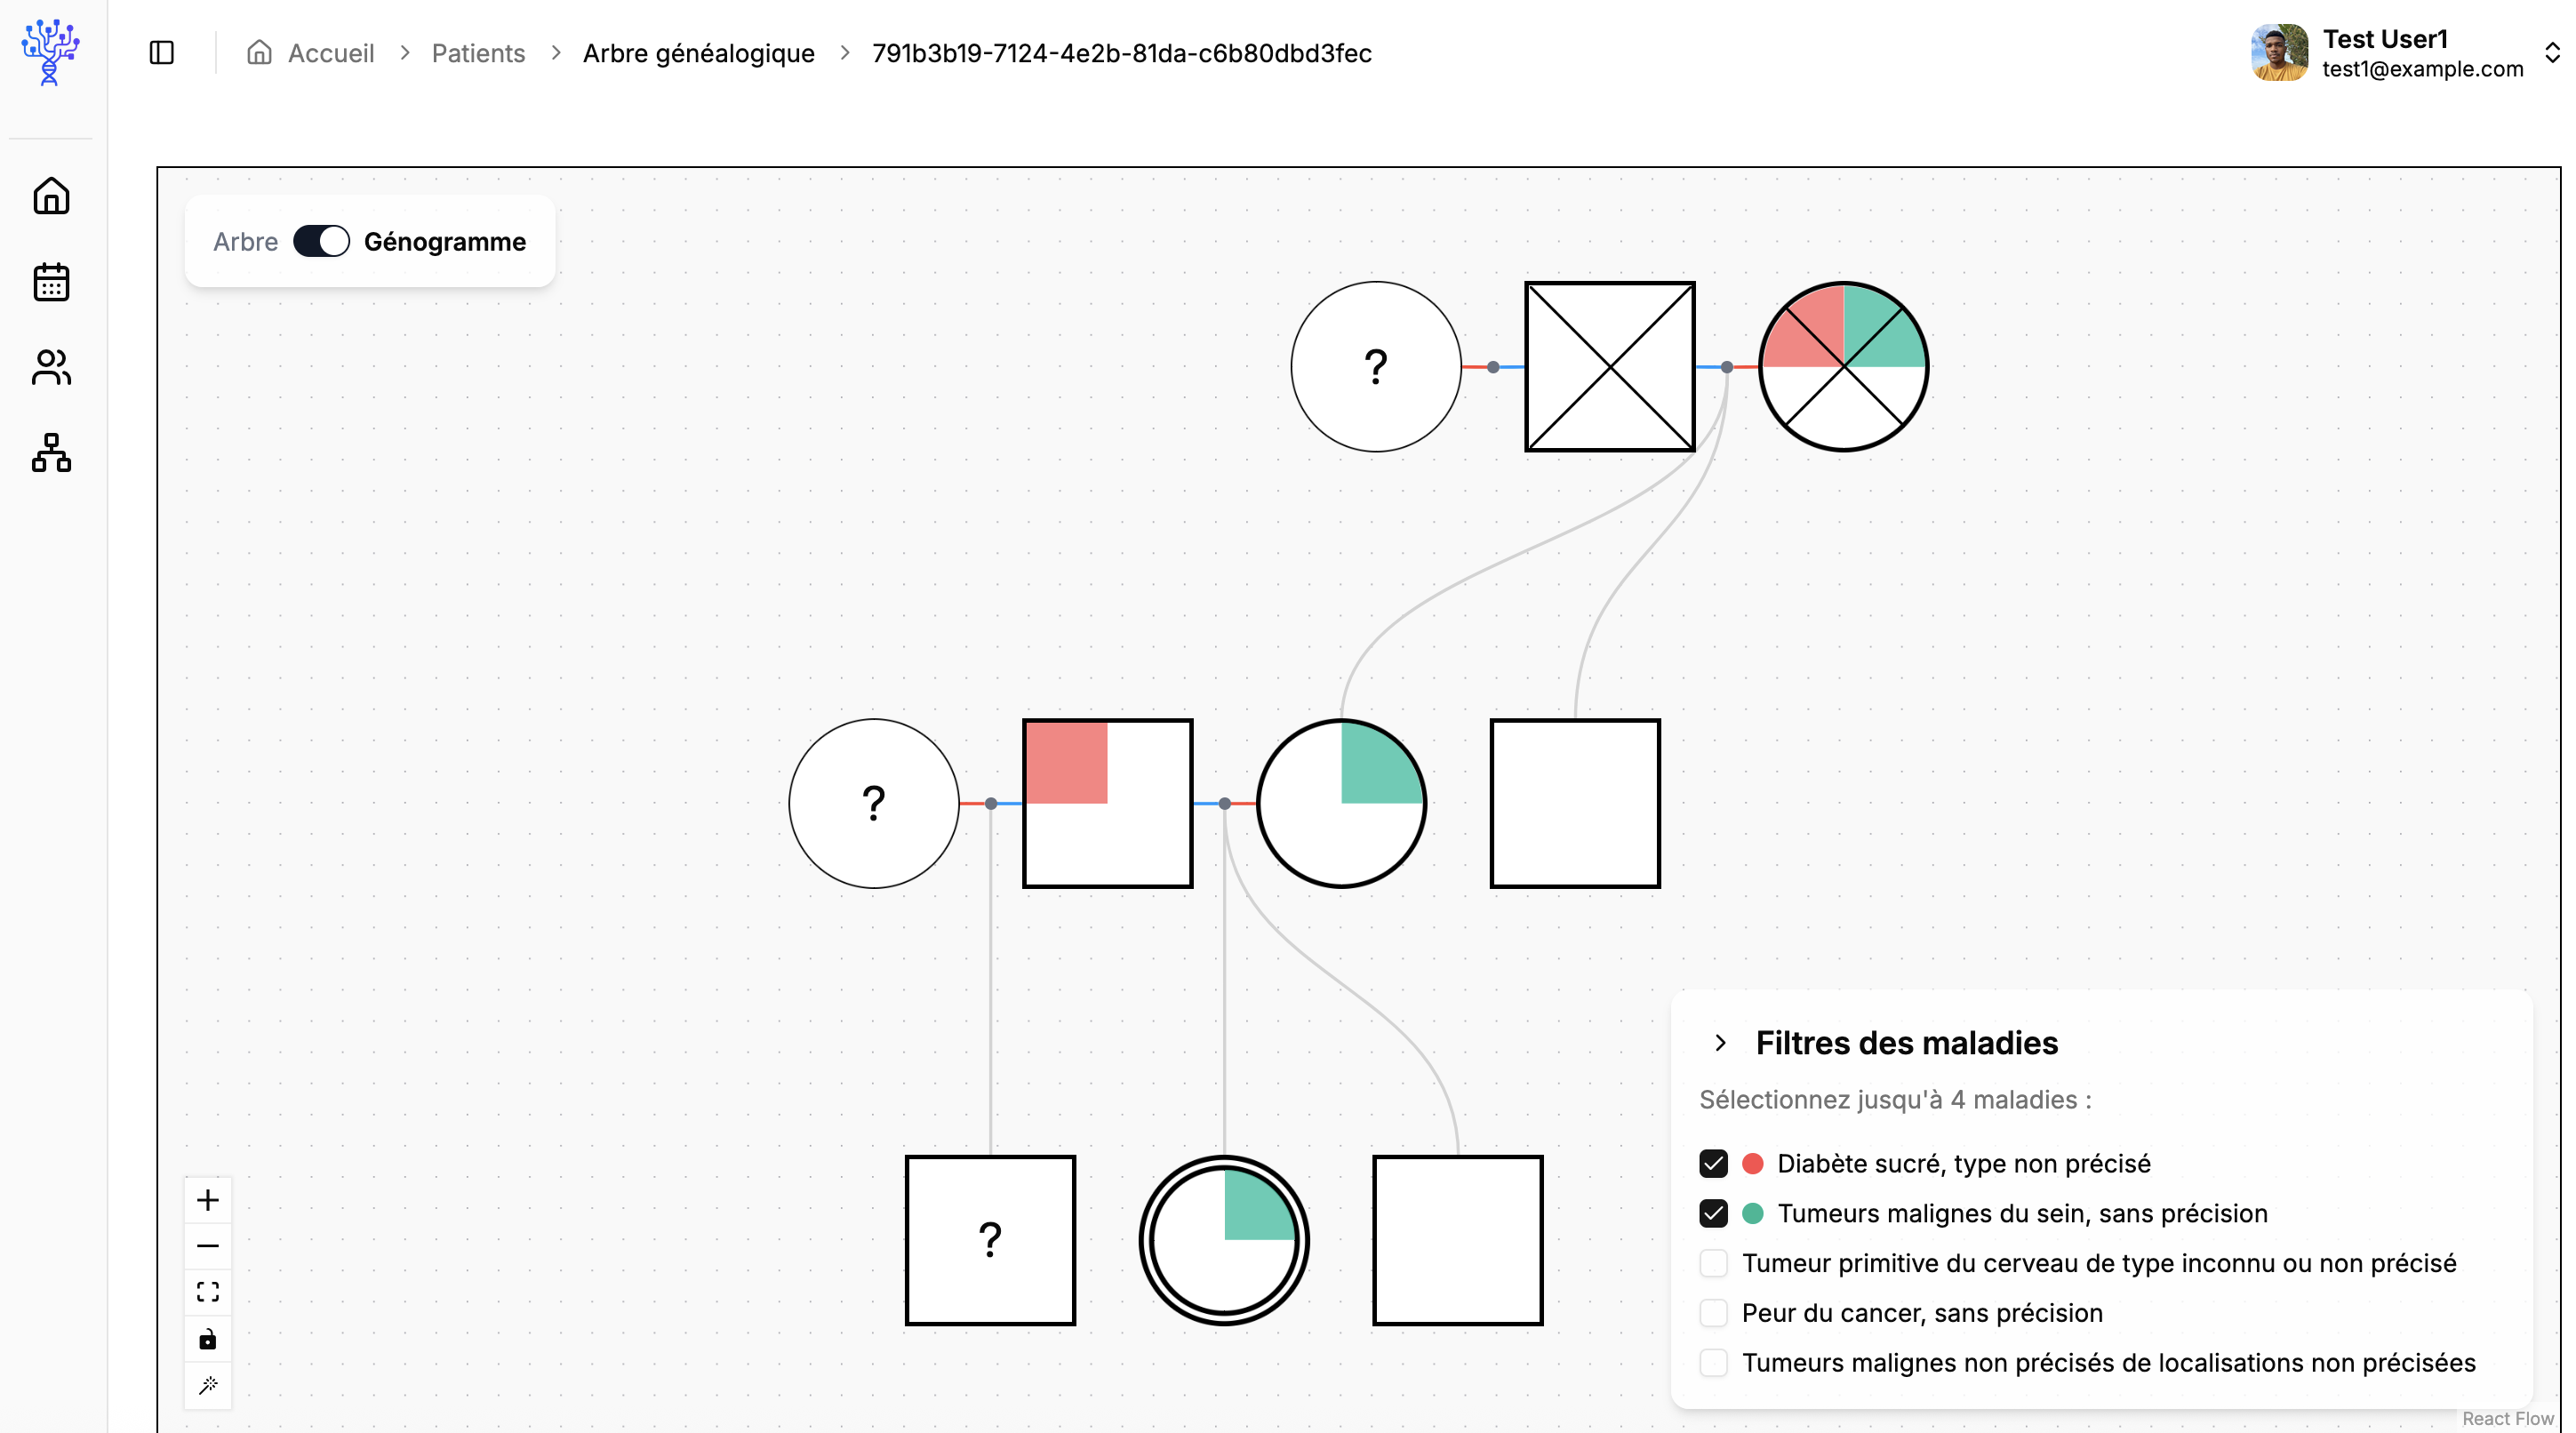 Accueil > Patients > Arbre généalogique > 791b3b19-7124-4e2b-81da-c6b80dbd3fec
Test User1
test1@example.com
Arbre Génogramme
?
?
?
Filtres des maladies
Sélectionnez jusqu'à 4 maladies :
Diabète sucré, type non précisé
Tumeurs malignes du sein, sans précision
Tumeur primitive du cerveau de type inconnu ou non précisé
Peur du cancer, sans précision
Tumeurs malignes non précisés de localisations non précisées
React Flow